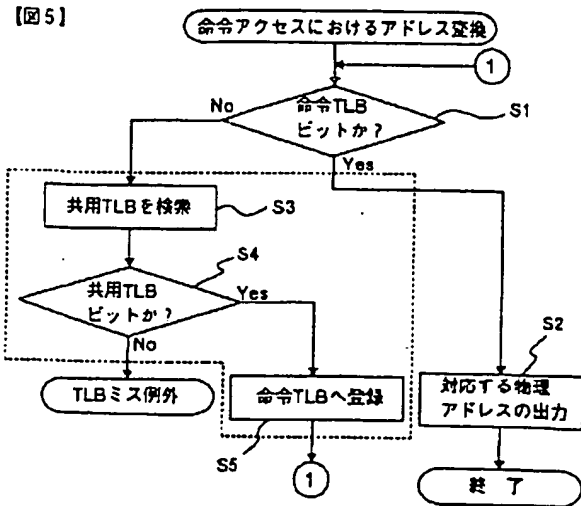 【図5】
命令アクセスにおけるアドレス変換
1
命令TLB
ビットか?
S1
No
Yes
共用TLBを検索
S3
共用TLB
ビットか?
S4
Yes
No
TLBミス例外
命令TLBへ登録
S5
1
S2
対応する物理
アドレスの出力
終 了